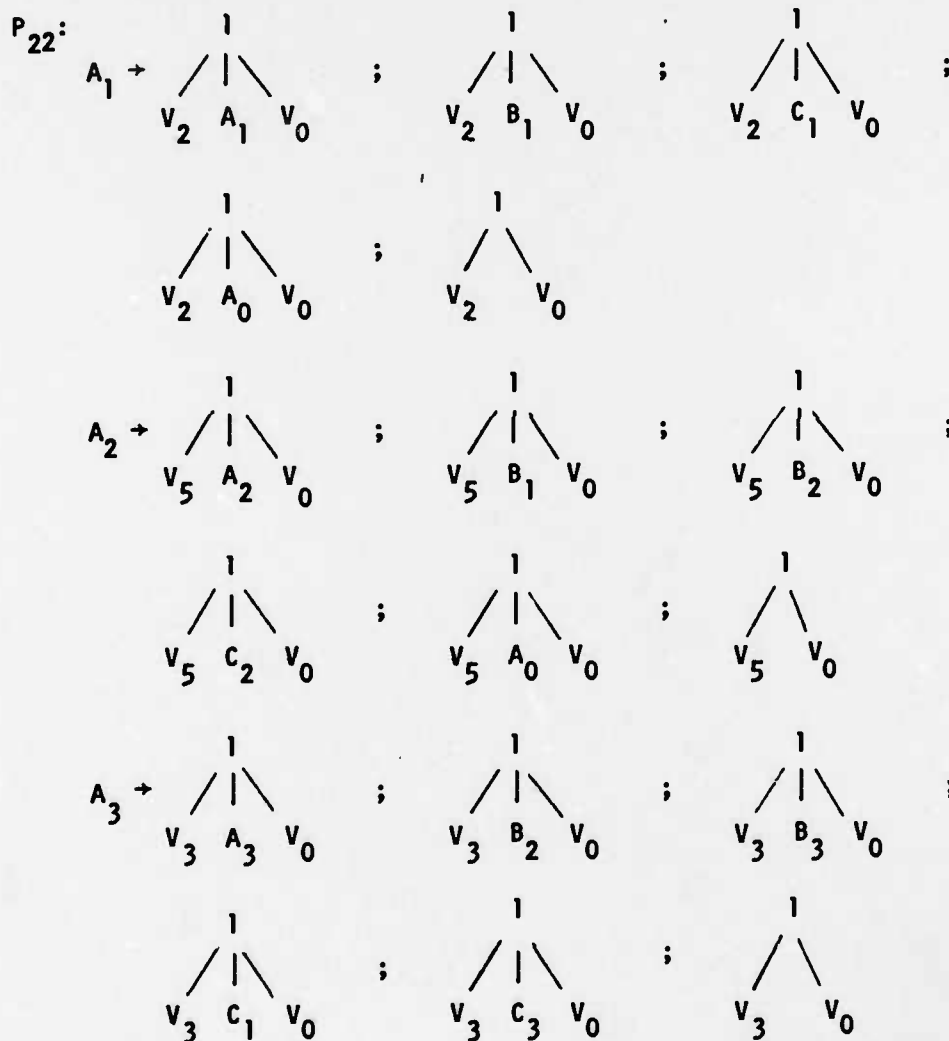 P22:
1 1 1
A1 → ; ; ;
V2 A1 V0 V2 B1 V0 V2 C1 V0
1 1
;
V2 A0 V0 V2 V0
1 1 1
A2 → ; ; ;
V5 A2 V0 V5 B1 V0 V5 B2 V0
1 1 1
; ;
V5 C2 V0 V5 A0 V0 V5 V0
1 1 1
A3 → ; ; ;
V3 A3 V0 V3 B2 V0 V3 B3 V0
1 1 1
; ;
V3 C1 V0 V3 C3 V0 V3 V0